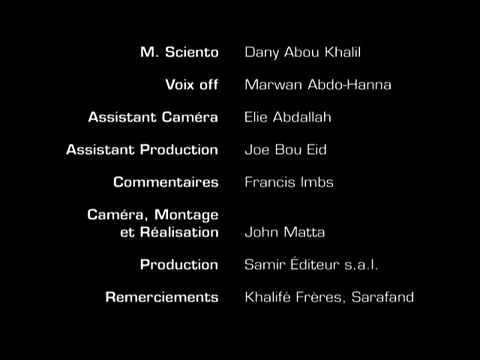 M. Sciento Dany Abou Khalil
Voix off Marwan Abdo-Hanna
Assistant Caméra Elie Abdallah
Assistant Production Joe Bou Eid
Commentaires Francis Imbs
Caméra, Montage
et Réalisation John Matta
Production Samir Éditeur s.a.l.
Remerciements Khalifé Frères, Sarafand